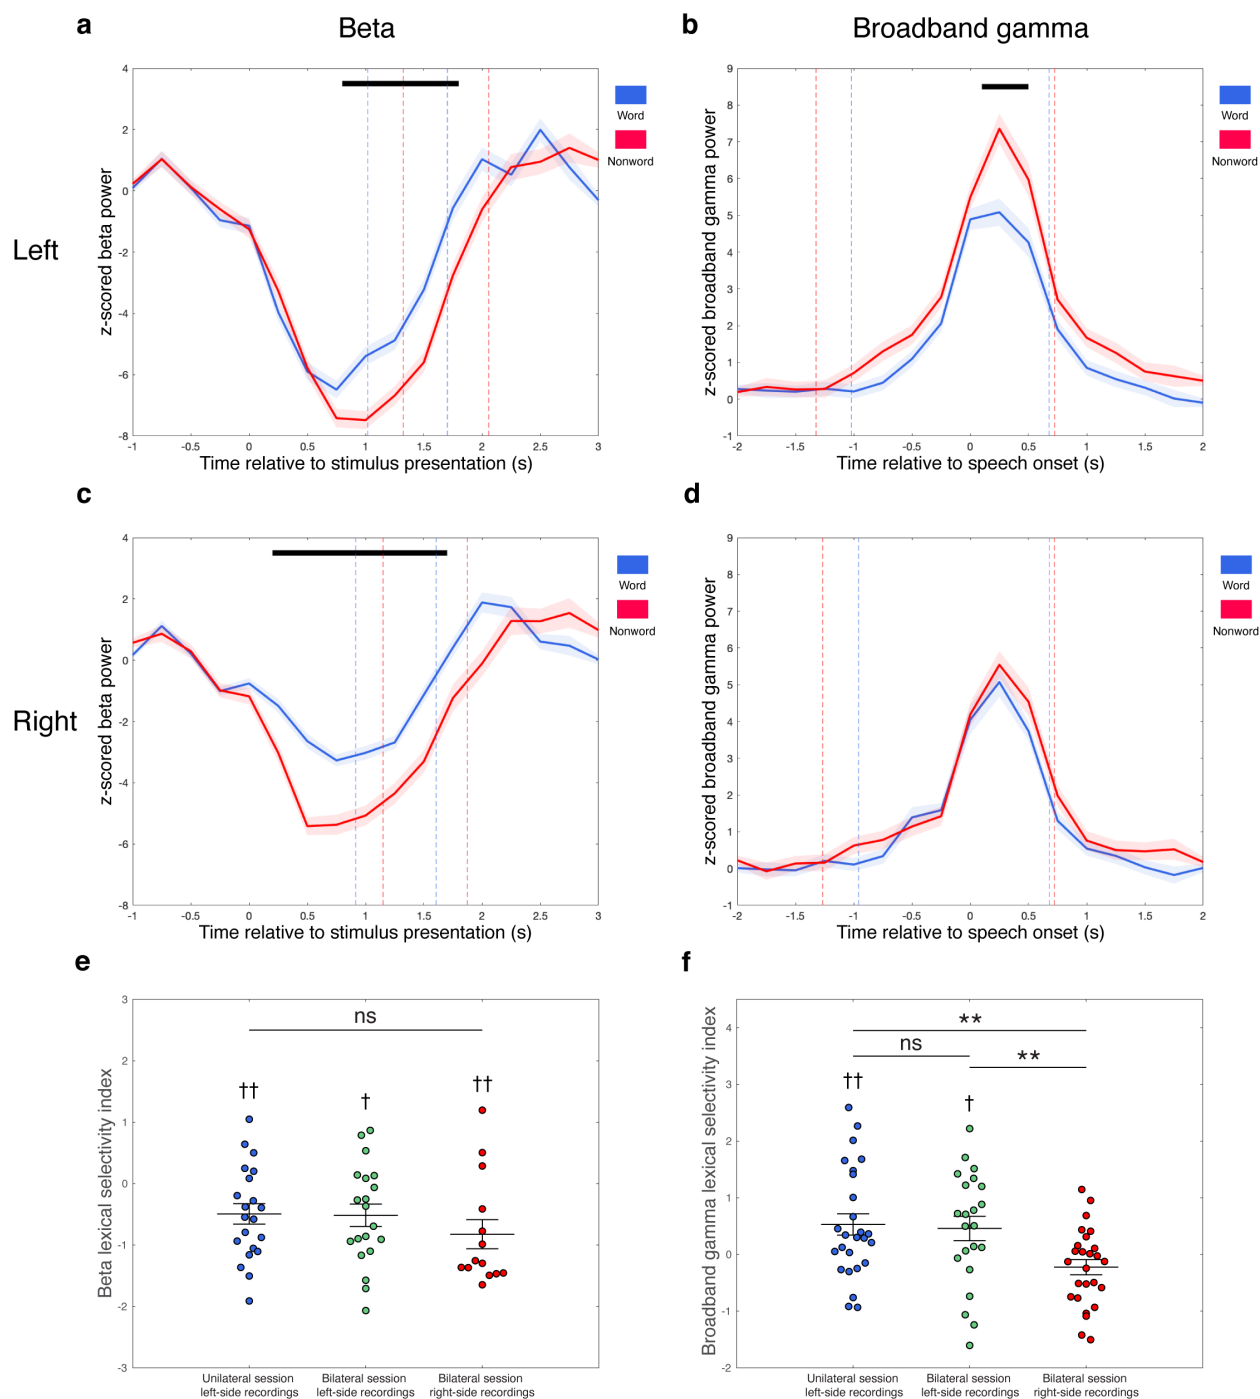 a
Beta
b
Broadband gamma
Left
z-scored beta power
4
2
0
-2
-4
-6
-8
-1
-0.5
0
0.5
1
1.5
2
2.5
3
Time relative to stimulus presentation (s)
Word
Nonword
z-scored broadband gamma power
9
8
7
6
5
4
3
2
1
0
-1
-2
-1.5
-1
-0.5
0
0.5
1
1.5
2
Time relative to speech onset (s)
Word
Nonword
c
d
Right
z-scored beta power
4
2
0
-2
-4
-6
-8
-1
-0.5
0
0.5
1
1.5
2
2.5
3
Time relative to stimulus presentation (s)
Word
Nonword
z-scored broadband gamma power
9
8
7
6
5
4
3
2
1
0
-1
-2
-1.5
-1
-0.5
0
0.5
1
1.5
2
Time relative to speech onset (s)
Word
Nonword
e
f
Beta lexical selectivity index
3
2
1
0
-1
-2
-3
ns
††
†
††
Unilateral session
left-side recordings
Bilateral session
left-side recordings
Bilateral session
right-side recordings
Broadband gamma lexical selectivity index
4
3
2
1
0
-1
-2
**
ns
**
††
†
Unilateral session
left-side recordings
Bilateral session
left-side recordings
Bilateral session
right-side recordings